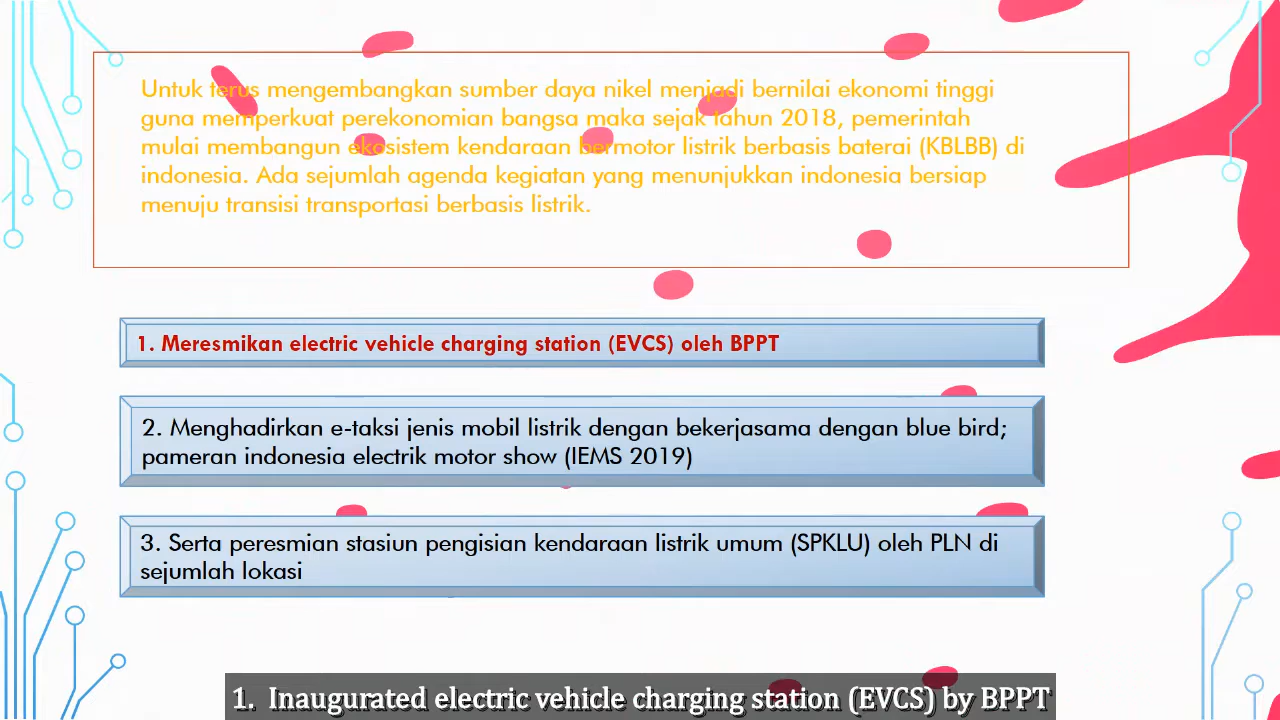 Untuk terus mengembangkan sumber daya nikel menjadi bernilai ekonomi tinggi
guna memperkuat perekonomian bangsa maka sejak tahun 2018, pemerintah
mulai membangun ekosistem kendaraan bermotor listrik berbasis baterai (KBLBB) di
indonesia. Ada sejumlah agenda kegiatan yang menunjukkan indonesia bersiap
menuju transisi transportasi berbasis listrik.
1. Meresmikan electric vehicle charging station (EVCS) oleh BPPT
2. Menghadirkan e-taksi jenis mobil listrik dengan bekerjasama dengan blue bird;
pameran indonesia electrik motor show (IEMS 2019)
3. Serta peresmian stasiun pengisian kendaraan listrik umum (SPKLU) oleh PLN di
sejumlah lokasi
1. Inaugurated electric vehicle charging station (EVCS) by BPPT